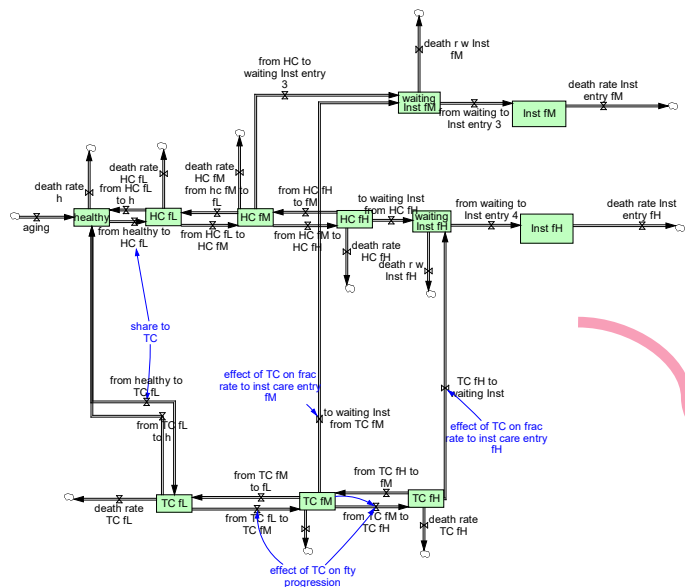 death r w Inst
fM
from HC to
waiting Inst entry
3
death rate Inst
entry fM
waiting
Inst fM
from waiting to
Inst entry 3
Inst fM
death rate
h
from HC fL
to h
death rate
HC fL
death rate
HC fM
from hc fM to
fL
from HC fH
to fM
to waiting Inst
from HC fH
from waiting to
Inst entry 4
death rate Inst
entry fH
aging
healthy
HC fL
HC fM
HC fH
waiting
Inst fH
Inst fH
from healthy to
HC fL
from HC fL to
HC fM
from HC fM to
HC fH
death rate
HC fH
death r w
Inst fH
share to
TC
from healthy to
TC fL
effect of TC on frac
rate to inst care entry
fM
TC fH to
waiting Inst
from TC fL
to h
to waiting Inst
from TC fM
effect of TC on frac
rate to inst care entry
fH
from TC fM
to fL
from TC fH to
fM
TC fL
TC fM
TC fH
death rate
TC fL
from TC fL to
TC fM
from TC fM to
TC fH
death rate
TC fH
effect of TC on fty
progression